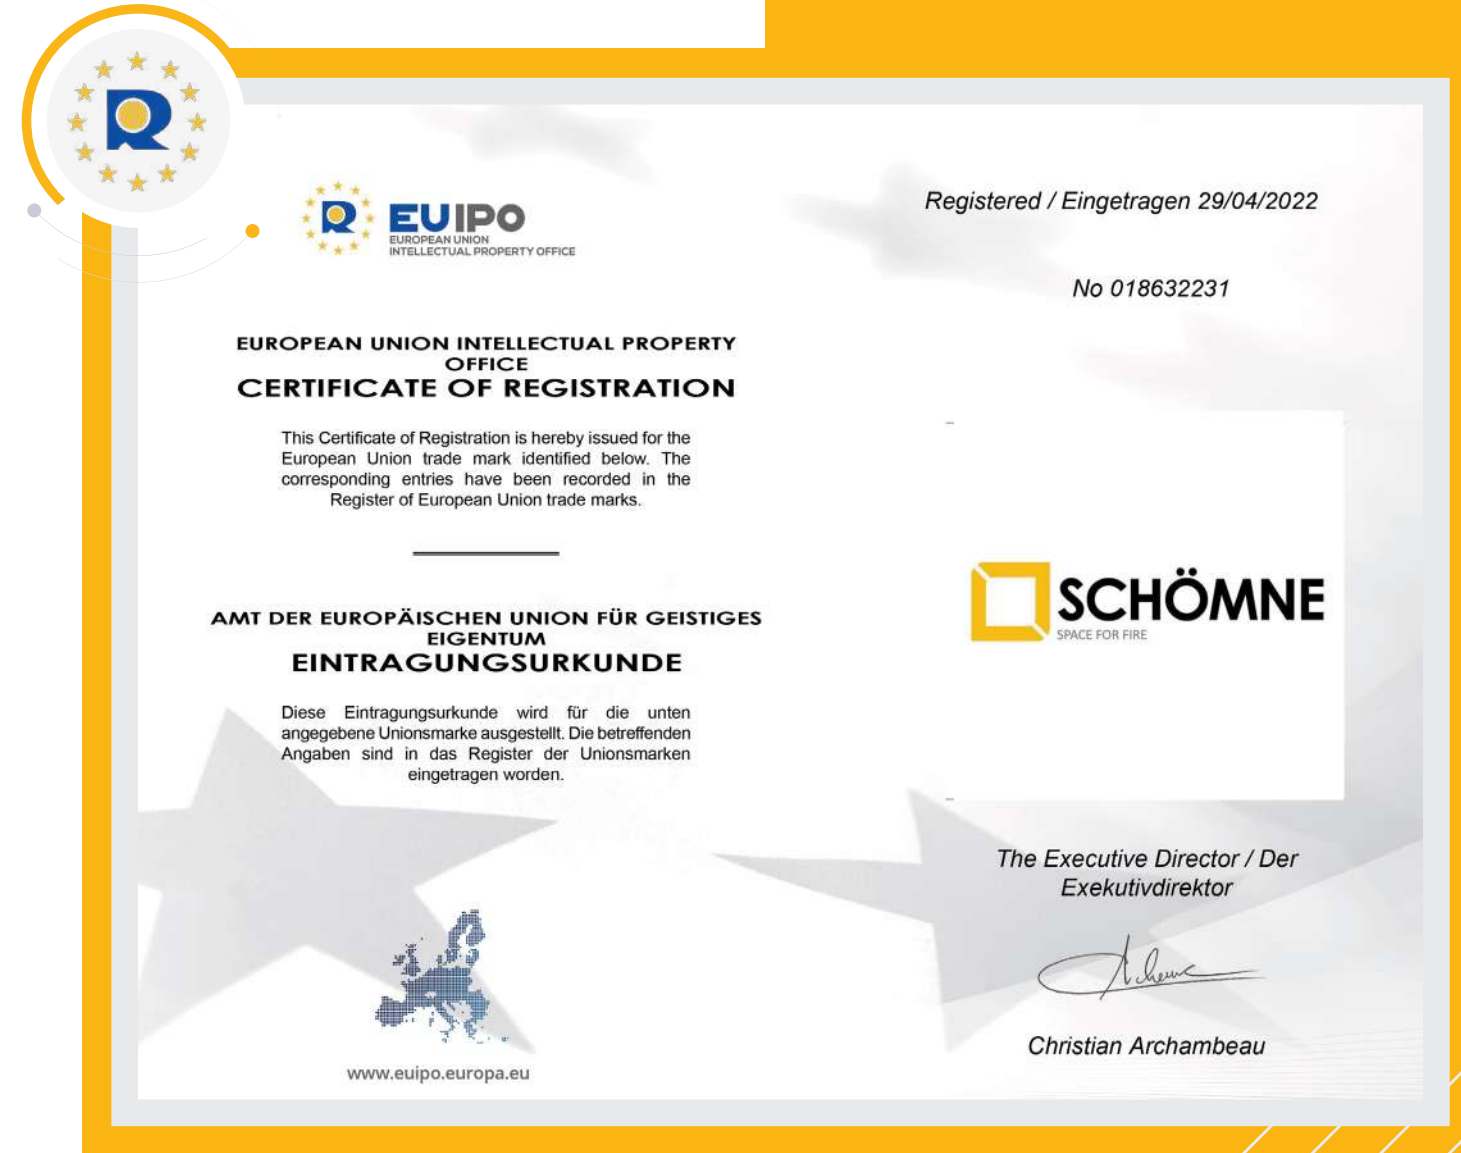 R
EUIPO
EUROPEAN UNION
INTELLECTUAL PROPERTY OFFICE
Registered / Eingetragen 29/04/2022
No 018632231
EUROPEAN UNION INTELLECTUAL PROPERTY
OFFICE
CERTIFICATE OF REGISTRATION
This Certificate of Registration is hereby issued for the
European Union trade mark identified below. The
corresponding entries have been recorded in the
Register of European Union trade marks.
AMT DER EUROPÄISCHEN UNION FÜR GEISTIGES
EIGENTUM
EINTRAGUNGSURKUNDE
Diese Eintragungsurkunde wird für die unten
angegebene Unionsmarke ausgestellt. Die betreffenden
Angaben sind in das Register der Unionsmarken
eingetragen worden.
www.euipo.europa.eu
SCHÖMNE
SPACE FOR FIRE
The Executive Director / Der
Exekutivdirektor
Christian Archambeau